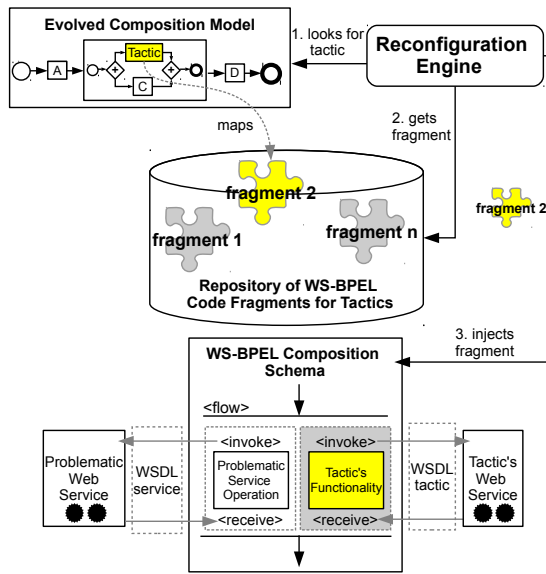 Evolved Composition Model
Tactic
+
+
A
C
D
1. looks for
tactic
Reconfiguration
Engine
2. gets
fragment
maps
fragment 2
fragment 1
fragment n
fragment 2
Repository of WS-BPEL
Code Fragments for Tactics
3. injects
fragment
WS-BPEL Composition
Schema
<flow>
<invoke>
<invoke>
Problematic
Web
Service
WSDL
service
Problematic
Service
Operation
Tactic's
Functionality
WSDL
tactic
Tactic's
Web
Service
<receive>
<receive>